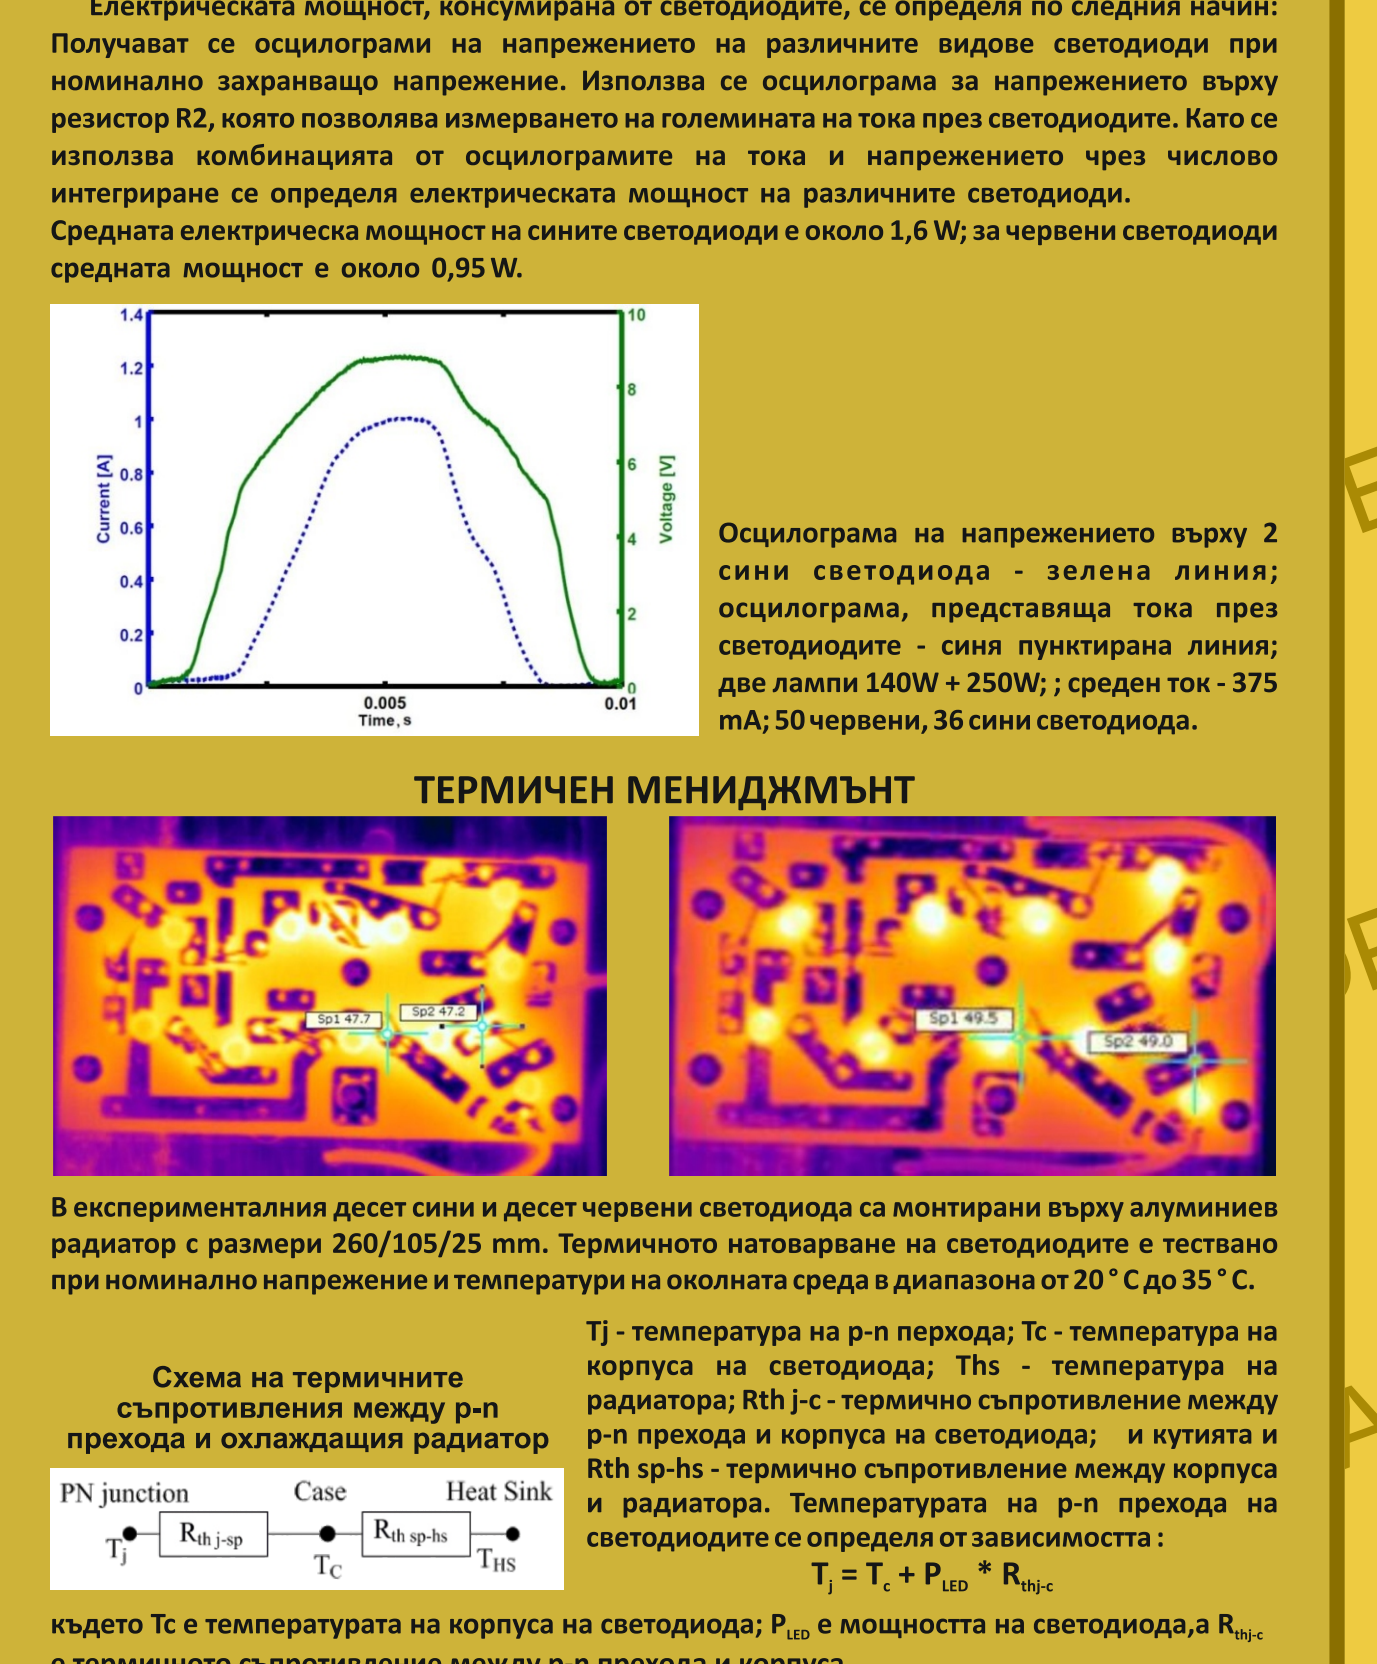 Електрическата мощност, консумирана от светодиодите, се определя по следния начин:
Получават се осцилограми на напрежението на различните видове светодиоди при
номинално захранващо напрежение. Използва се осцилограма за напрежението върху
резистор R2, която позволява измерването на големината на тока през светодиодите. Като се
използва комбинацията от осцилограмите на тока и напрежението чрез числово
интегриране се определя електрическата мощност на различните светодиоди.
Средната електрическа мощност на сините светодиоди е около 1,6 W; за червени светодиоди
средната мощност е около 0,95 W.
1.4
1.2
1
0.8
0.6
0.4
0.2
0
Current [A]
10
8
6
4
2
0
Voltage [V]
0.005
0.01
Time, s
Осцилограма на напрежението върху 2
сини светодиода - зелена линия;
осцилограма, представяща тока през
светодиодите - синя пунктирана линия;
две лампи 140W + 250W; ; среден ток - 375
mA; 50 червени, 36 сини светодиода.
ТЕРМИЧЕН МЕНИДЖМЪНТ
Sp1 47.7
Sp2 47.2
Sp1 49.5
Sp2 49.0
В експерименталния десет сини и десет червени светодиода са монтирани върху алуминиев
радиатор с размери 260/105/25 mm. Термичното натоварване на светодиодите е тествано
при номинално напрежение и температури на околната среда в диапазона от 20 ° C до 35 ° C.
Схема на термичните
съпротивления между p-n
прехода и охлаждащия радиатор
PN junction Case Heat Sink
Rth j-sp Rth sp-hs
Tj TC THS
Tj - температура на p-n перхода; Tc - температура на
корпуса на светодиода; Ths - температура на
радиатора; Rth j-c - термично съпротивление между
p-n прехода и корпуса на светодиода; и кутията и
Rth sp-hs - термично съпротивление между корпуса
и радиатора. Температурата на p-n прехода на
светодиодите се определя от зависимостта :
Tj = Tc + PLED * Rthj-c
където Tc е температурата на корпуса на светодиода; PLED е мощността на светодиода,а Rthj-c
е термичното съпротивление между p-n прехода и корпуса.